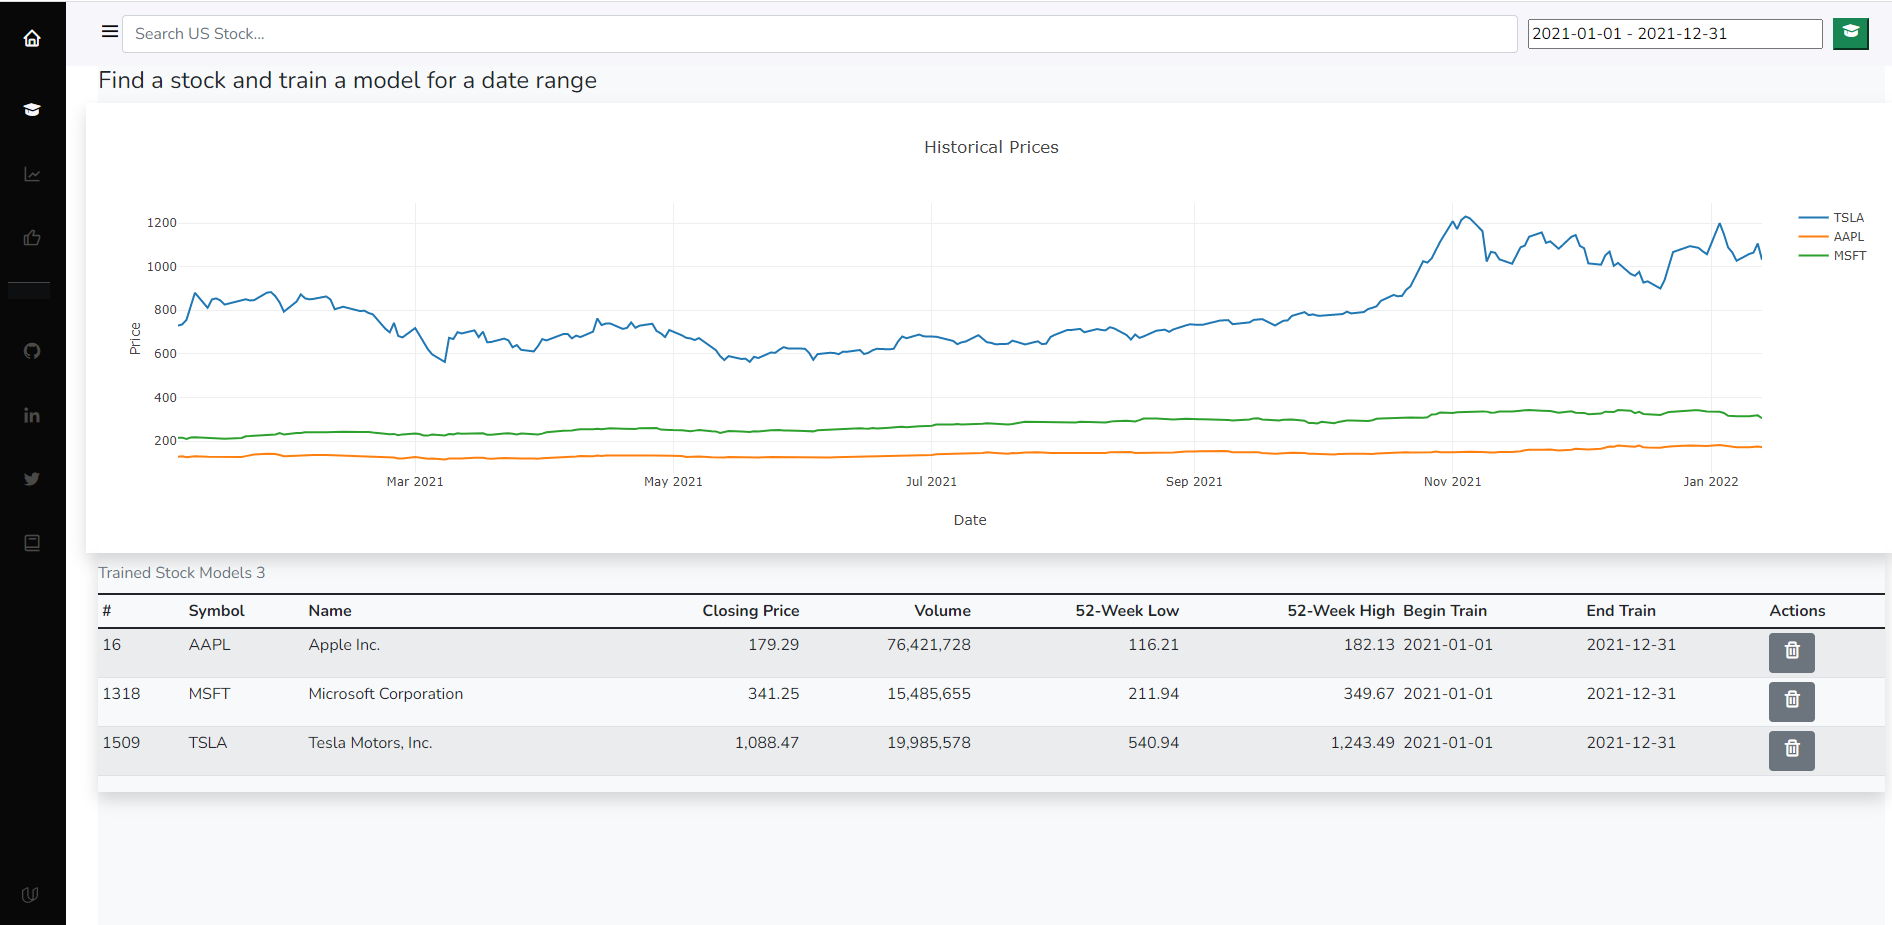 Search US Stock...
2021-01-01 - 2021-12-31
Find a stock and train a model for a date range
Historical Prices
1200
1000
800
600
400
200
Price
Mar 2021 May 2021 Jul 2021 Sep 2021 Nov 2021 Jan 2022
Date
TSLA
AAPL
MSFT
Trained Stock Models 3
# Symbol Name Closing Price Volume 52-Week Low 52-Week High Begin Train End Train Actions
16 AAPL Apple Inc. 179.29 76,421,728 116.21 182.13 2021-01-01 2021-12-31
1318 MSFT Microsoft Corporation 341.25 15,485,655 211.94 349.67 2021-01-01 2021-12-31
1509 TSLA Tesla Motors, Inc. 1,088.47 19,985,578 540.94 1,243.49 2021-01-01 2021-12-31